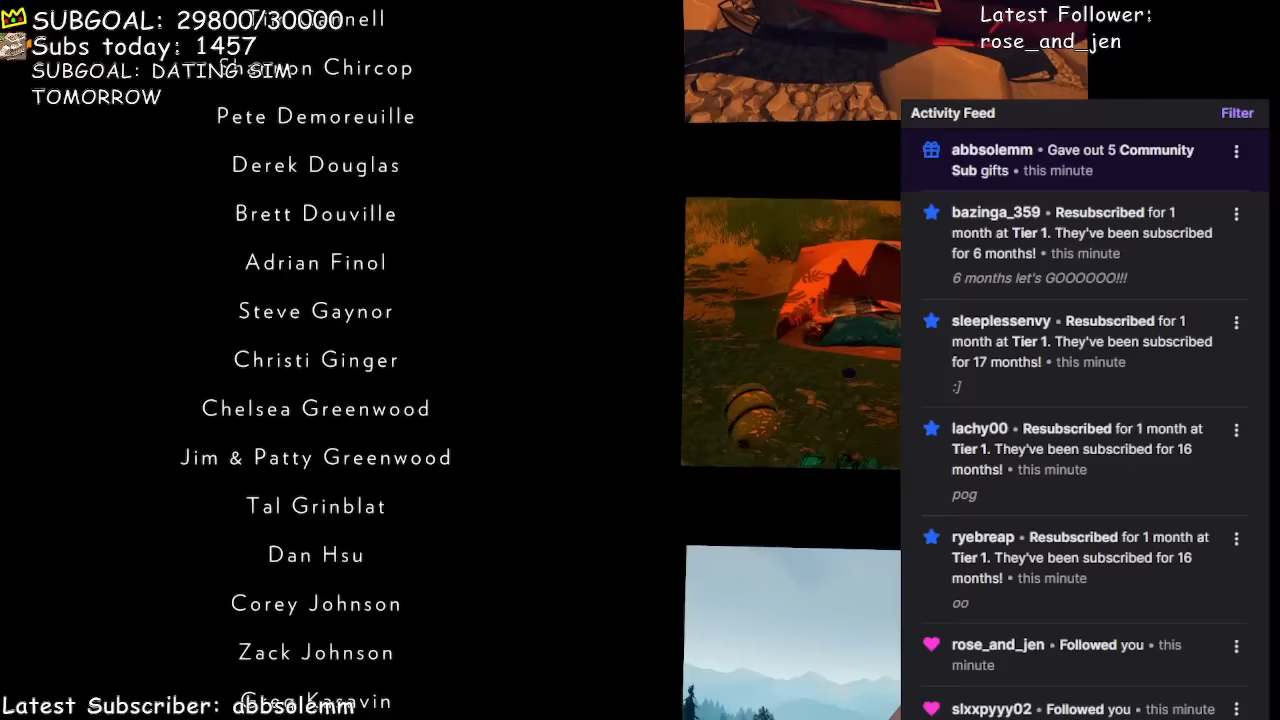 SUBGOAL: 29800/30000
Subs today: 1457
SUBGOAL: DATING SIM
TOMORROW
Chircop
Pete Demoreuille
Derek Douglas
Brett Douville
Adrian Finol
Steve Gaynor
Christi Ginger
Chelsea Greenwood
Jim & Patty Greenwood
Tal Grinblat
Dan Hsu
Corey Johnson
Zack Johnson
Greg Kasavin
Latest Subscriber: abbsolemm
Latest Follower:
rose_and_jen
Activity Feed
Filter
abbsolemm • Gave out 5 Community
Sub gifts • this minute
bazinga_359 • Resubscribed for 1
month at Tier 1. They've been subscribed
for 6 months! • this minute
6 months let's GOOOOOO!!!
sleeplessenvy • Resubscribed for 1
month at Tier 1. They've been subscribed
for 17 months! • this minute
:]
lachy00 • Resubscribed for 1 month at
Tier 1. They've been subscribed for 16
months! • this minute
pog
ryebreap • Resubscribed for 1 month at
Tier 1. They've been subscribed for 16
months! • this minute
oo
rose_and_jen • Followed you • this
minute
slxxpyyy02 • Followed you • this minute